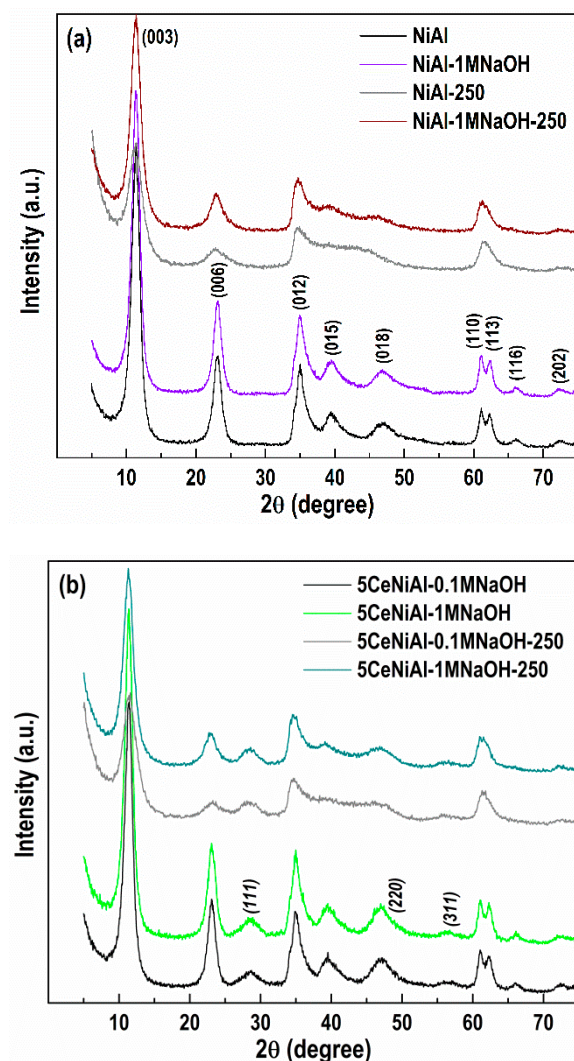 (a)
(003)
NiAl
NiAl-1MNaOH
NiAl-250
NiAl-1MNaOH-250
Intensity (a.u.)
(006)
(012)
(015)
(018)
(110)
(113)
(116)
(202)
10 20 30 40 50 60 70
2θ (degree)
(b)
5CeNiAl-0.1MNaOH
5CeNiAl-1MNaOH
5CeNiAl-0.1MNaOH-250
5CeNiAl-1MNaOH-250
Intensity (a.u.)
(111)
(220)
(311)
10 20 30 40 50 60 70
2θ (degree)